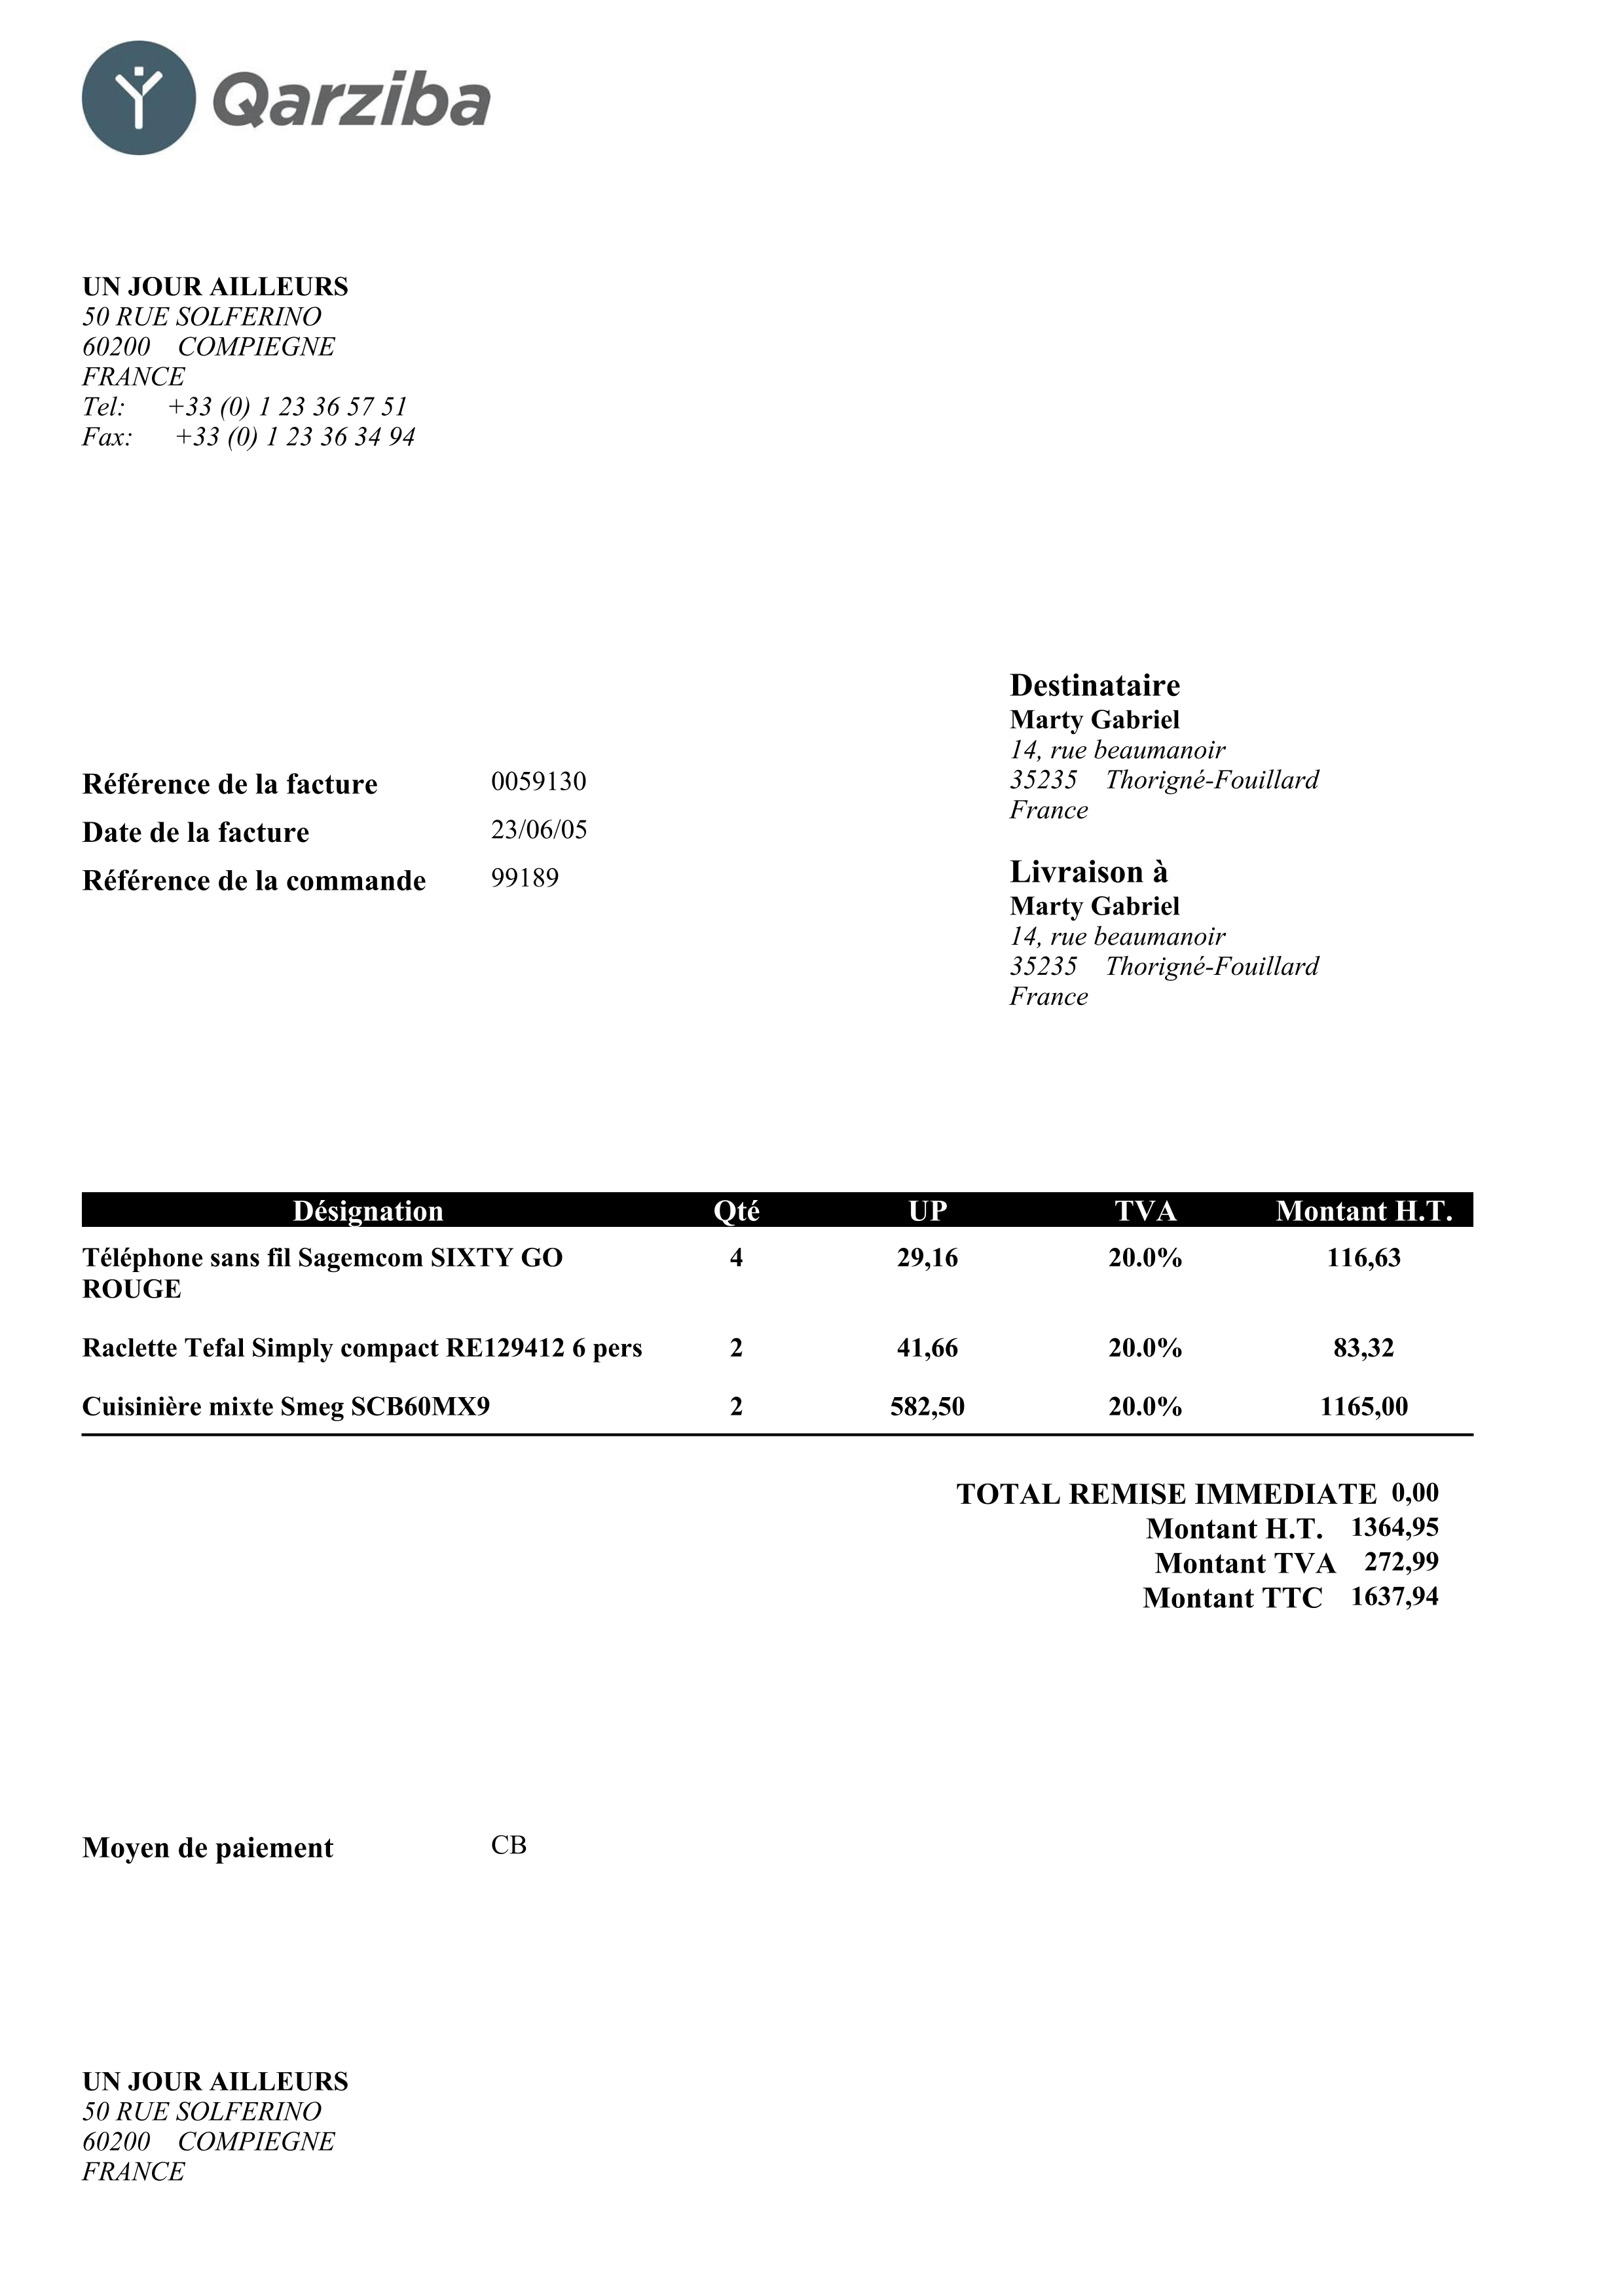 Qarziba
UN JOUR AILLEURS
50 RUE SOLFERINO
60200 COMPIEGNE
FRANCE
Tel: +33 (0) 1 23 36 57 51
Fax: +33 (0) 1 23 36 34 94
Destinataire
Marty Gabriel
14, rue beaumanoir
35235 Thorigné-Fouillard
France
Référence de la facture 0059130
Date de la facture 23/06/05
Référence de la commande 99189
Livraison à
Marty Gabriel
14, rue beaumanoir
35235 Thorigné-Fouillard
France
Désignation Qté UP TVA Montant H.T.
Téléphone sans fil Sagemcom SIXTY GO 4 29,16 20.0% 116,63
ROUGE
Raclette Tefal Simply compact RE129412 6 pers 2 41,66 20.0% 83,32
Cuisinière mixte Smeg SCB60MX9 2 582,50 20.0% 1165,00
TOTAL REMISE IMMEDIATE 0,00
Montant H.T. 1364,95
Montant TVA 272,99
Montant TTC 1637,94
Moyen de paiement CB
UN JOUR AILLEURS
50 RUE SOLFERINO
60200 COMPIEGNE
FRANCE